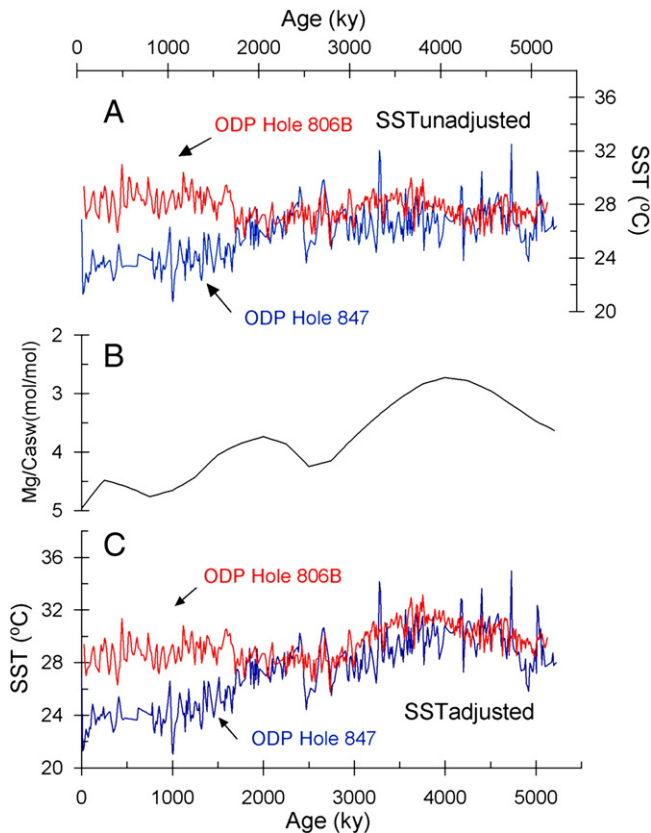 Age (ky)
0 1000 2000 3000 4000 5000
A
ODP Hole 806B
SSTunadjusted
ODP Hole 847
36
32
28
24
20
SST (ºC)
B
2
3
4
5
Mg/Casw(mol/mol)
C
ODP Hole 806B
SSTadjusted
ODP Hole 847
36
32
28
24
20
SST (ºC)
0 1000 2000 3000 4000 5000
Age (ky)